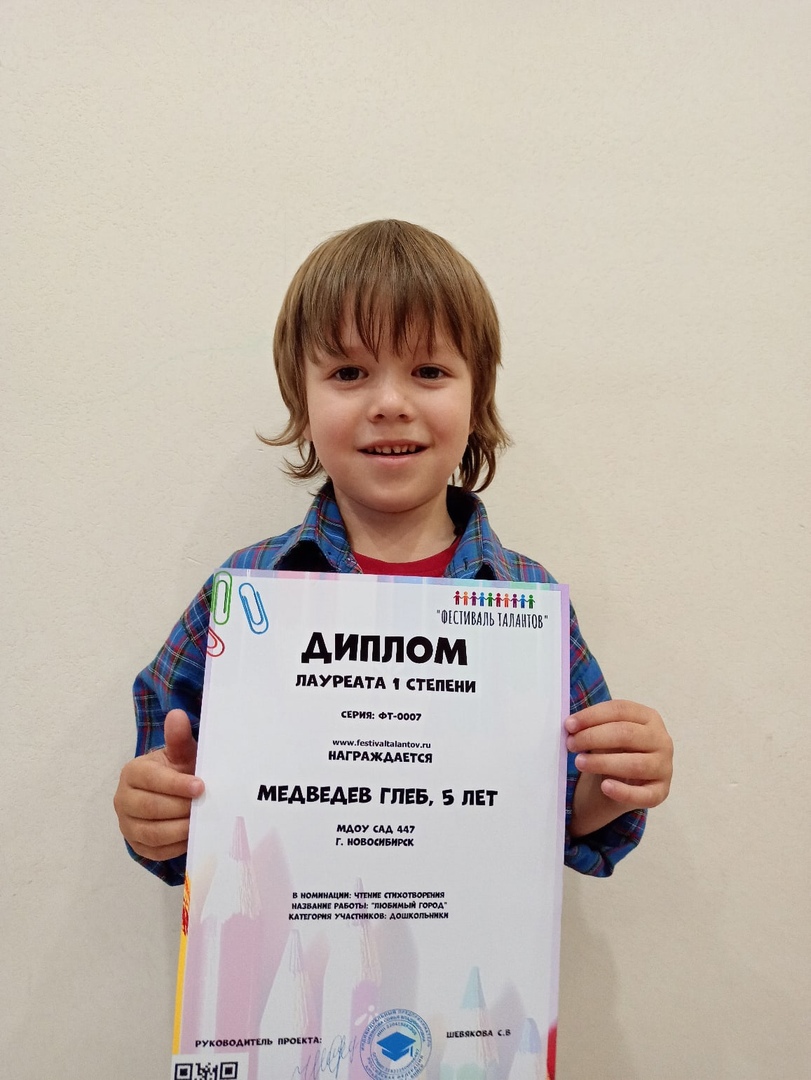 "ФЕСТИВАЛЬ ТАЛАНТОВ"
ДИПЛОМ
ЛАУРЕАТА 1 СТЕПЕНИ
СЕРИЯ: ФТ-0007
www.festivaltalantov.ru
НАГРАЖДАЕТСЯ
МЕДВЕДЕВ ГЛЕБ, 5 ЛЕТ
МДОУ САД 447
Г. НОВОСИБИРСК
В НОМИНАЦИИ: ЧТЕНИЕ СТИХОТВОРЕНИЯ
НАЗВАНИЕ РАБОТЫ: "ЛЮБИМЫЙ ГОРОД"
КАТЕГОРИЯ УЧАСТНИКОВ: ДОШКОЛЬНИКИ
РУКОВОДИТЕЛЬ ПРОЕКТА:
ШЕВЯКОВА С.В